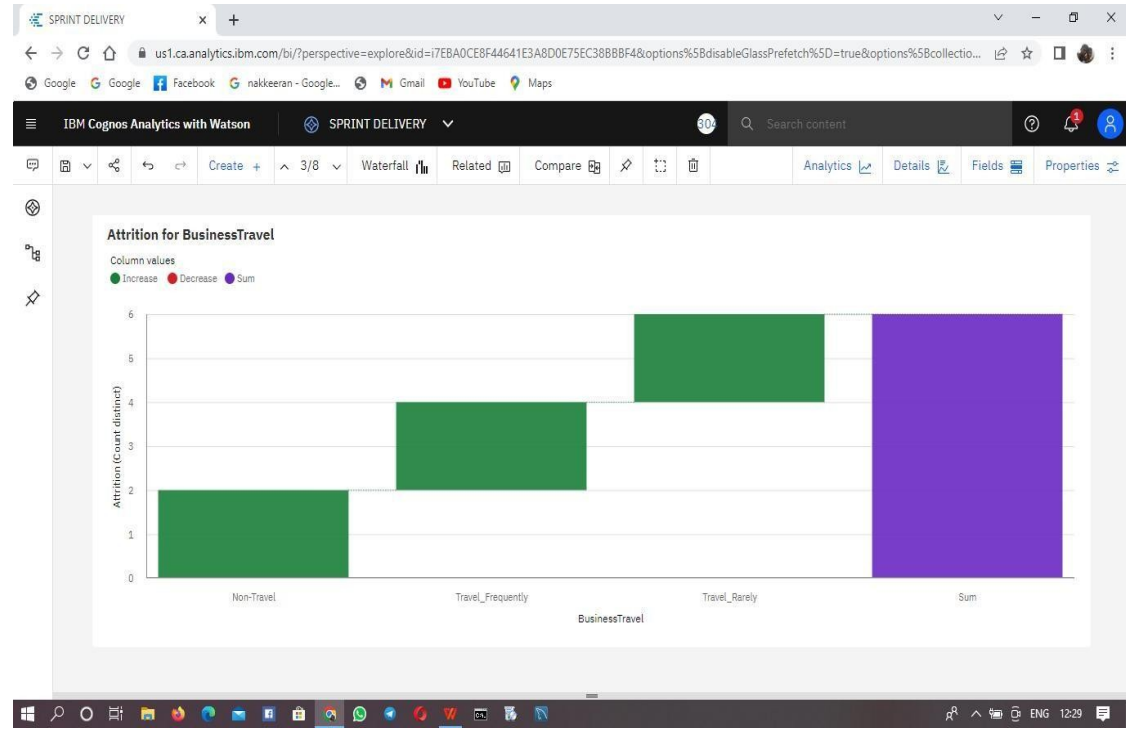 SPRINT DELIVERY
us1.ca.analytics.ibm.com/bi/?perspective=explore&id=i7EBA0CE8F44641E3A8D0E75EC38BBBF4&options%5BdisableGlassPrefetch%5D=true&options%5Bcollectio...
Google Google Facebook nakkeeran - Google... Gmail YouTube Maps
IBM Cognos Analytics with Watson SPRINT DELIVERY 304 Search content 1
Create + 3/8 Waterfall Related Compare Analytics Details Fields Properties
Attrition for BusinessTravel
Column values
Increase Decrease Sum
6
5
4
3
2
1
0
Attrition (Count distinct)
Non-Travel Travel_Frequently Travel_Rarely Sum
BusinessTravel
ENG 12:29